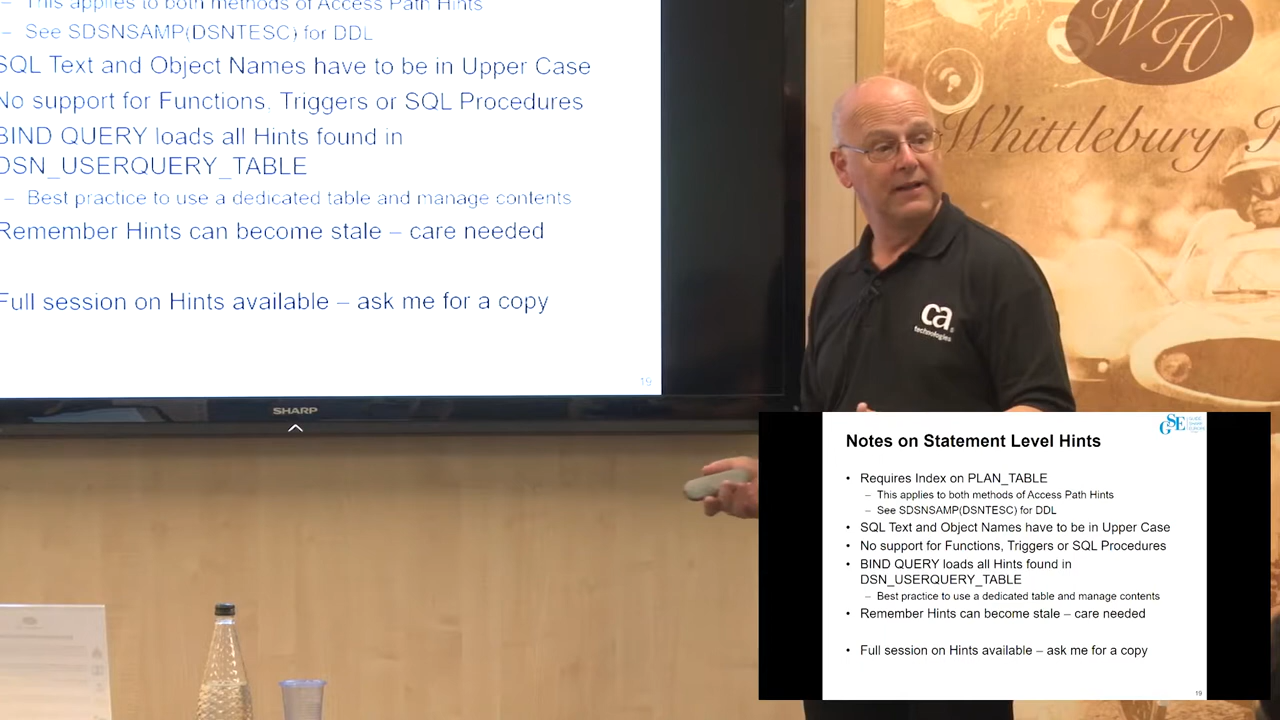 – This applies to both methods of Access Path Hints
– See SDSNSAMP(DSNTESC) for DDL
SQL Text and Object Names have to be in Upper Case
No support for Functions, Triggers or SQL Procedures
BIND QUERY loads all Hints found in
DSN_USERQUERY_TABLE
– Best practice to use a dedicated table and manage contents
Remember Hints can become stale – care needed
Full session on Hints available – ask me for a copy
19
SHARP
WH
Whittlebury
ca
technologies
GSE
Notes on Statement Level Hints
• Requires Index on PLAN_TABLE
– This applies to both methods of Access Path Hints
– See SDSNSAMP(DSNTESC) for DDL
• SQL Text and Object Names have to be in Upper Case
• No support for Functions, Triggers or SQL Procedures
• BIND QUERY loads all Hints found in
DSN_USERQUERY_TABLE
– Best practice to use a dedicated table and manage contents
• Remember Hints can become stale – care needed
• Full session on Hints available – ask me for a copy
19